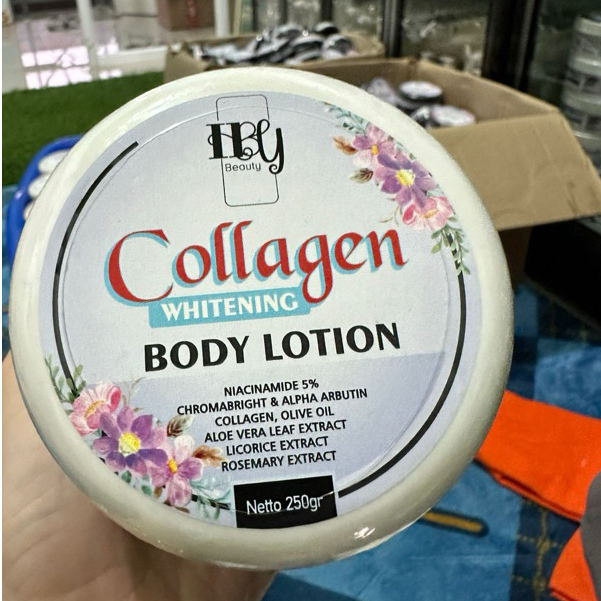 HBY
Beauty
Collagen
WHITENING
BODY LOTION
NIACINAMIDE 5%
CHROMABRIGHT & ALPHA ARBUTIN
COLLAGEN, OLIVE OIL
ALOE VERA LEAF EXTRACT
LICORICE EXTRACT
ROSEMARY EXTRACT
Netto 250gr